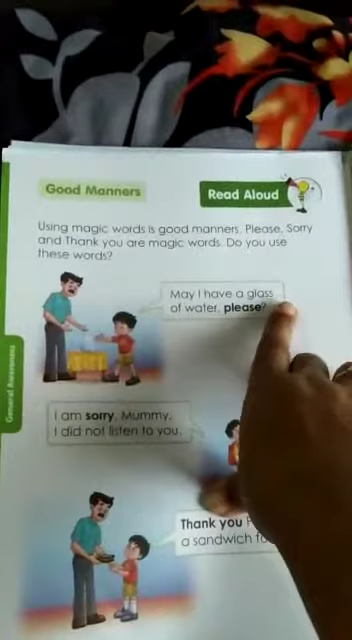 Good Manners
Read Aloud
Using magic words is good manners. Please, Sorry
and Thank you are magic words. Do you use
these words?
May I have a glass
of water, please?
General Awareness
I am sorry, Mummy.
I did not listen to you.
Thank you
a sandwich